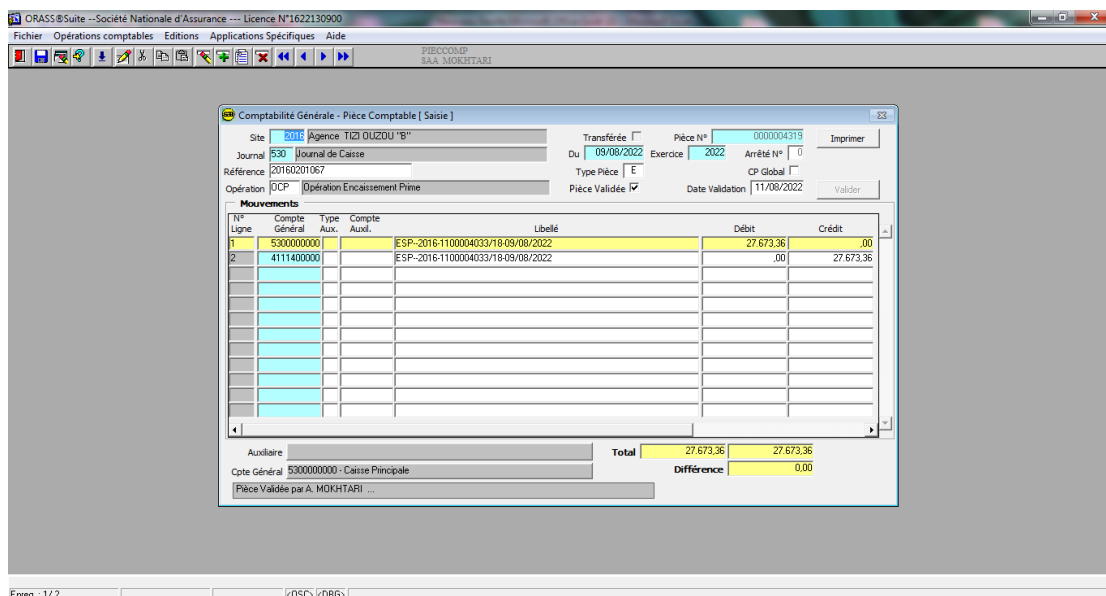 ORASS®Suite --Société Nationale d'Assurance --- Licence N°1622130900
Fichier Opérations comptables Editions Applications Spécifiques Aide
PIECCOMP
SAA MOKHTARI
Comptabilité Générale - Pièce Comptable [ Saisie ]
Site 2016 Agence TIZI OUZOU "B" Transférée Pièce N° 0000004319 Imprimer
Journal 530 Journal de Caisse Du 09/08/2022 Exercice 2022 Arrêté N° 0
Référence 20160201067 Type Pièce E CP Global
Opération OCP Opération Encaissement Prime Pièce Validée Date Validation 11/08/2022 Valider
Mouvements
N° Ligne Compte Général Type Aux. Compte Auxil. Libellé Débit Crédit
1 5300000000 ESP--2016-1100004033/18-09/08/2022 27.673,36 ,00
2 4111400000 ESP--2016-1100004033/18-09/08/2022 ,00 27.673,36
Auxiliaire Total 27.673,36 27.673,36
Cpte Général 5300000000 - Caisse Principale Différence 0,00
Pièce Validée par A. MOKHTARI ...
Enreg. : 1/2 <OSC> <DBG>